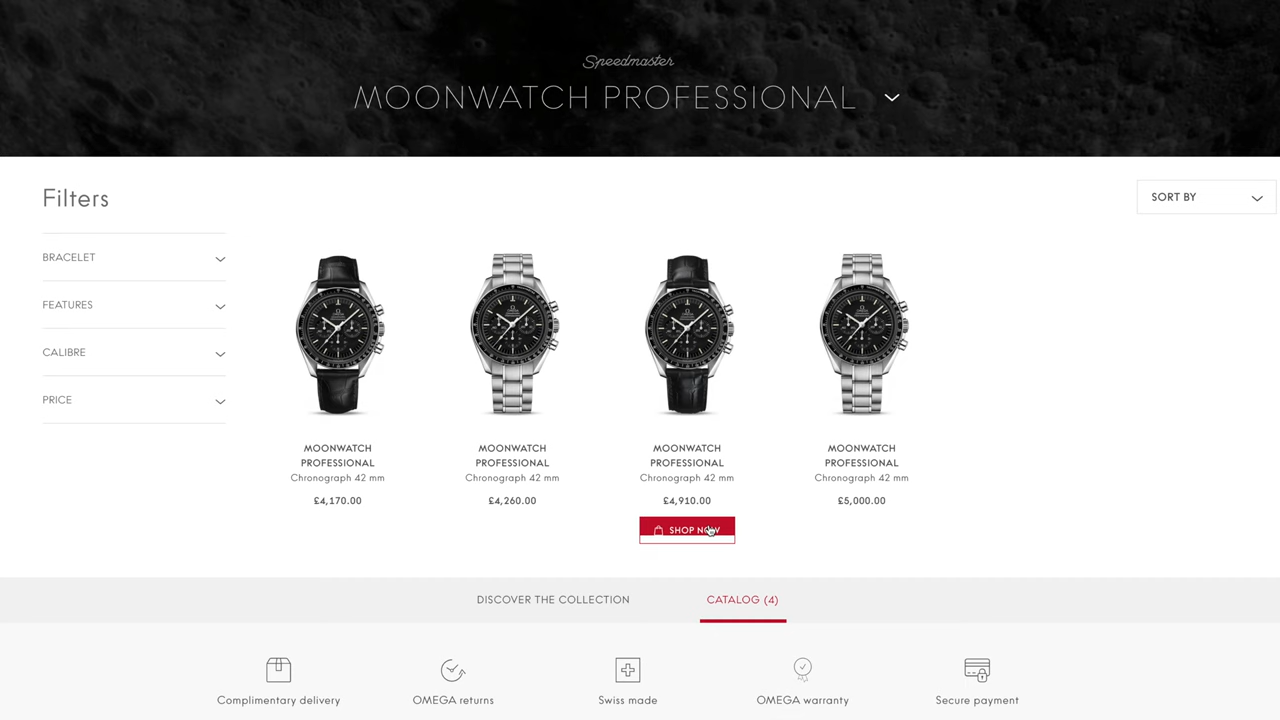 Speedmaster
MOONWATCH PROFESSIONAL
Filters
SORT BY
BRACELET
FEATURES
CALIBRE
PRICE
MOONWATCH
PROFESSIONAL
Chronograph 42 mm
£4,170.00
MOONWATCH
PROFESSIONAL
Chronograph 42 mm
£4,260.00
MOONWATCH
PROFESSIONAL
Chronograph 42 mm
£4,910.00
SHOP NOW
MOONWATCH
PROFESSIONAL
Chronograph 42 mm
£5,000.00
DISCOVER THE COLLECTION
CATALOG (4)
Complimentary delivery
OMEGA returns
Swiss made
OMEGA warranty
Secure payment